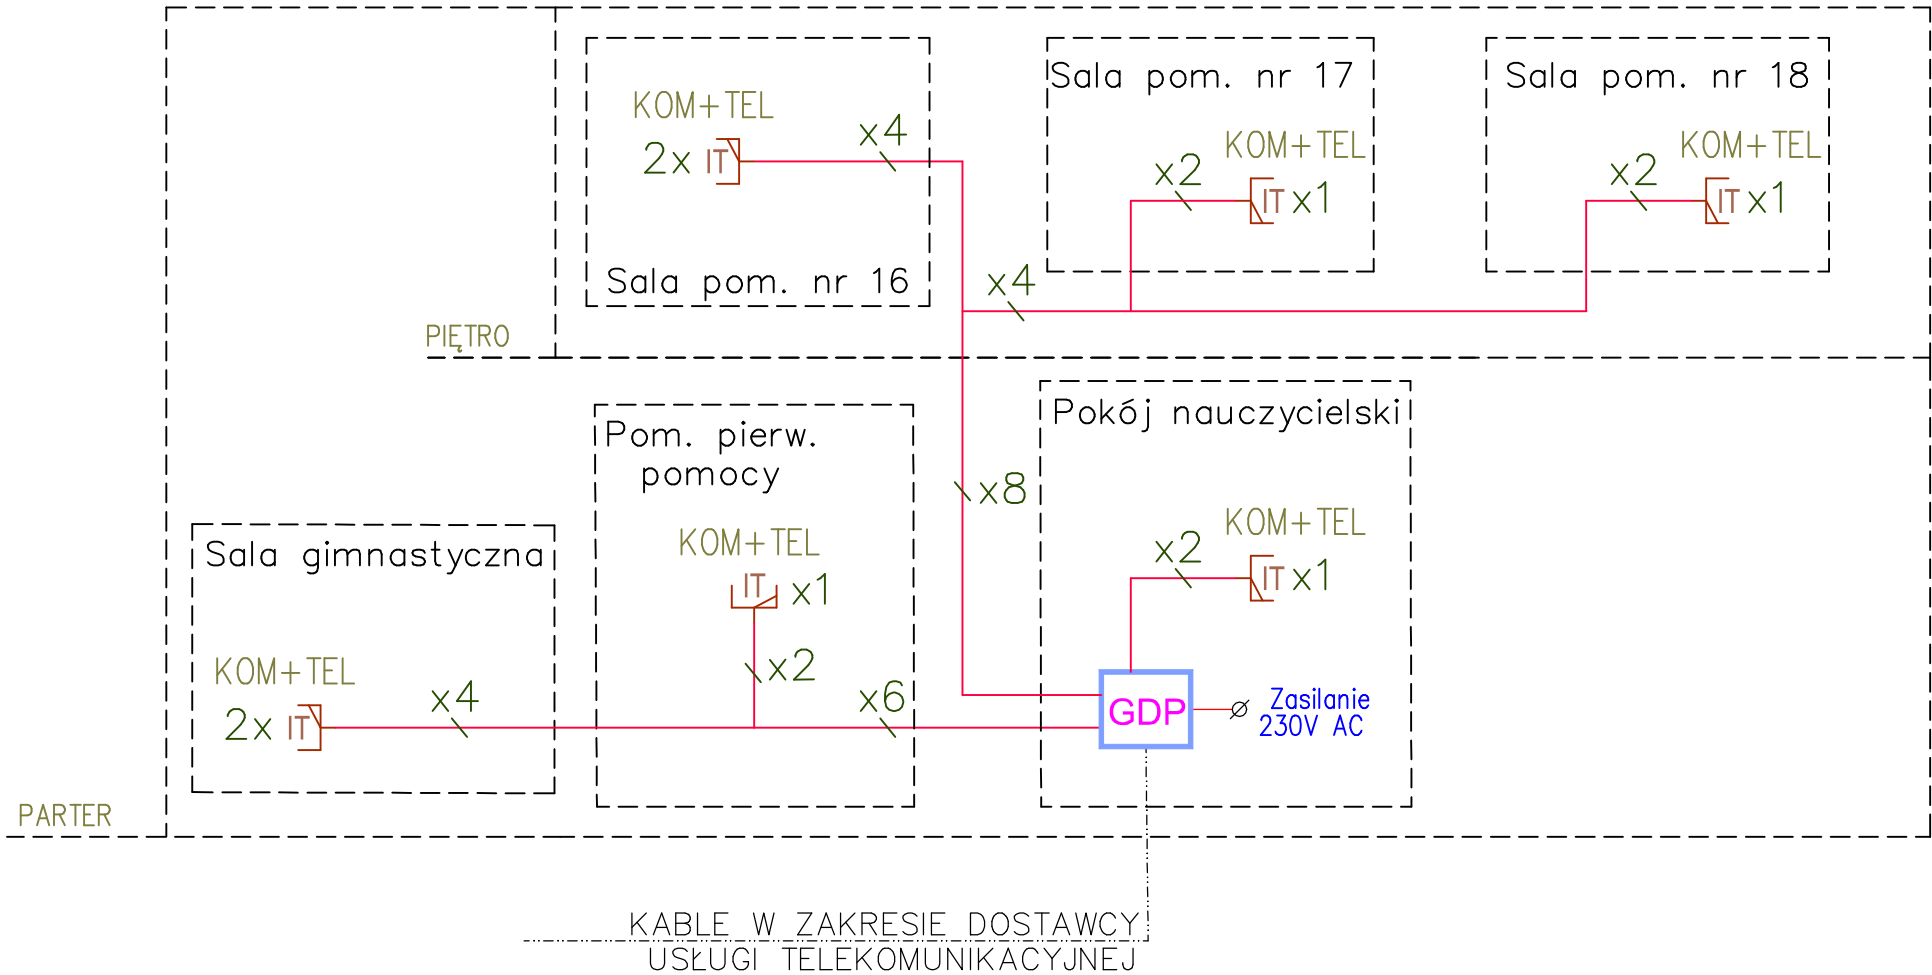 KOM+TEL
2x IT
x4
Sala pom. nr 16
Sala pom. nr 17
KOM+TEL
x2
IT x1
Sala pom. nr 18
KOM+TEL
x2
IT x1
x4
PIĘTRO
x8
Sala gimnastyczna
KOM+TEL
2x IT
x4
Pom. pierw.
pomocy
KOM+TEL
IT x1
x2
x6
Pokój nauczycielski
KOM+TEL
x2
IT x1
GDP
Zasilanie
230V AC
PARTER
KABLE W ZAKRESIE DOSTAWCY
USŁUGI TELEKOMUNIKACYJNEJ